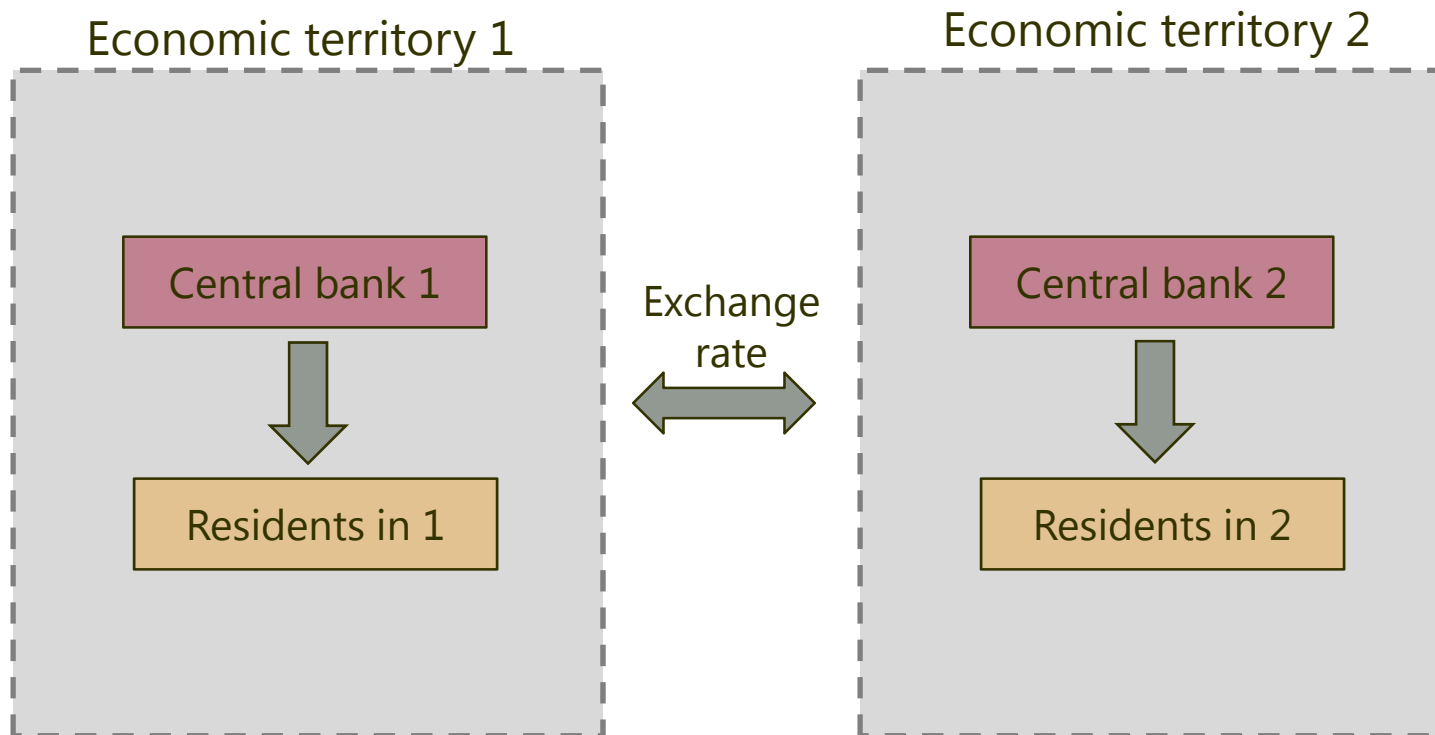 Economic territory 1
Economic territory 2
Central bank 1
Exchange
rate
Central bank 2
Residents in 1
Residents in 2